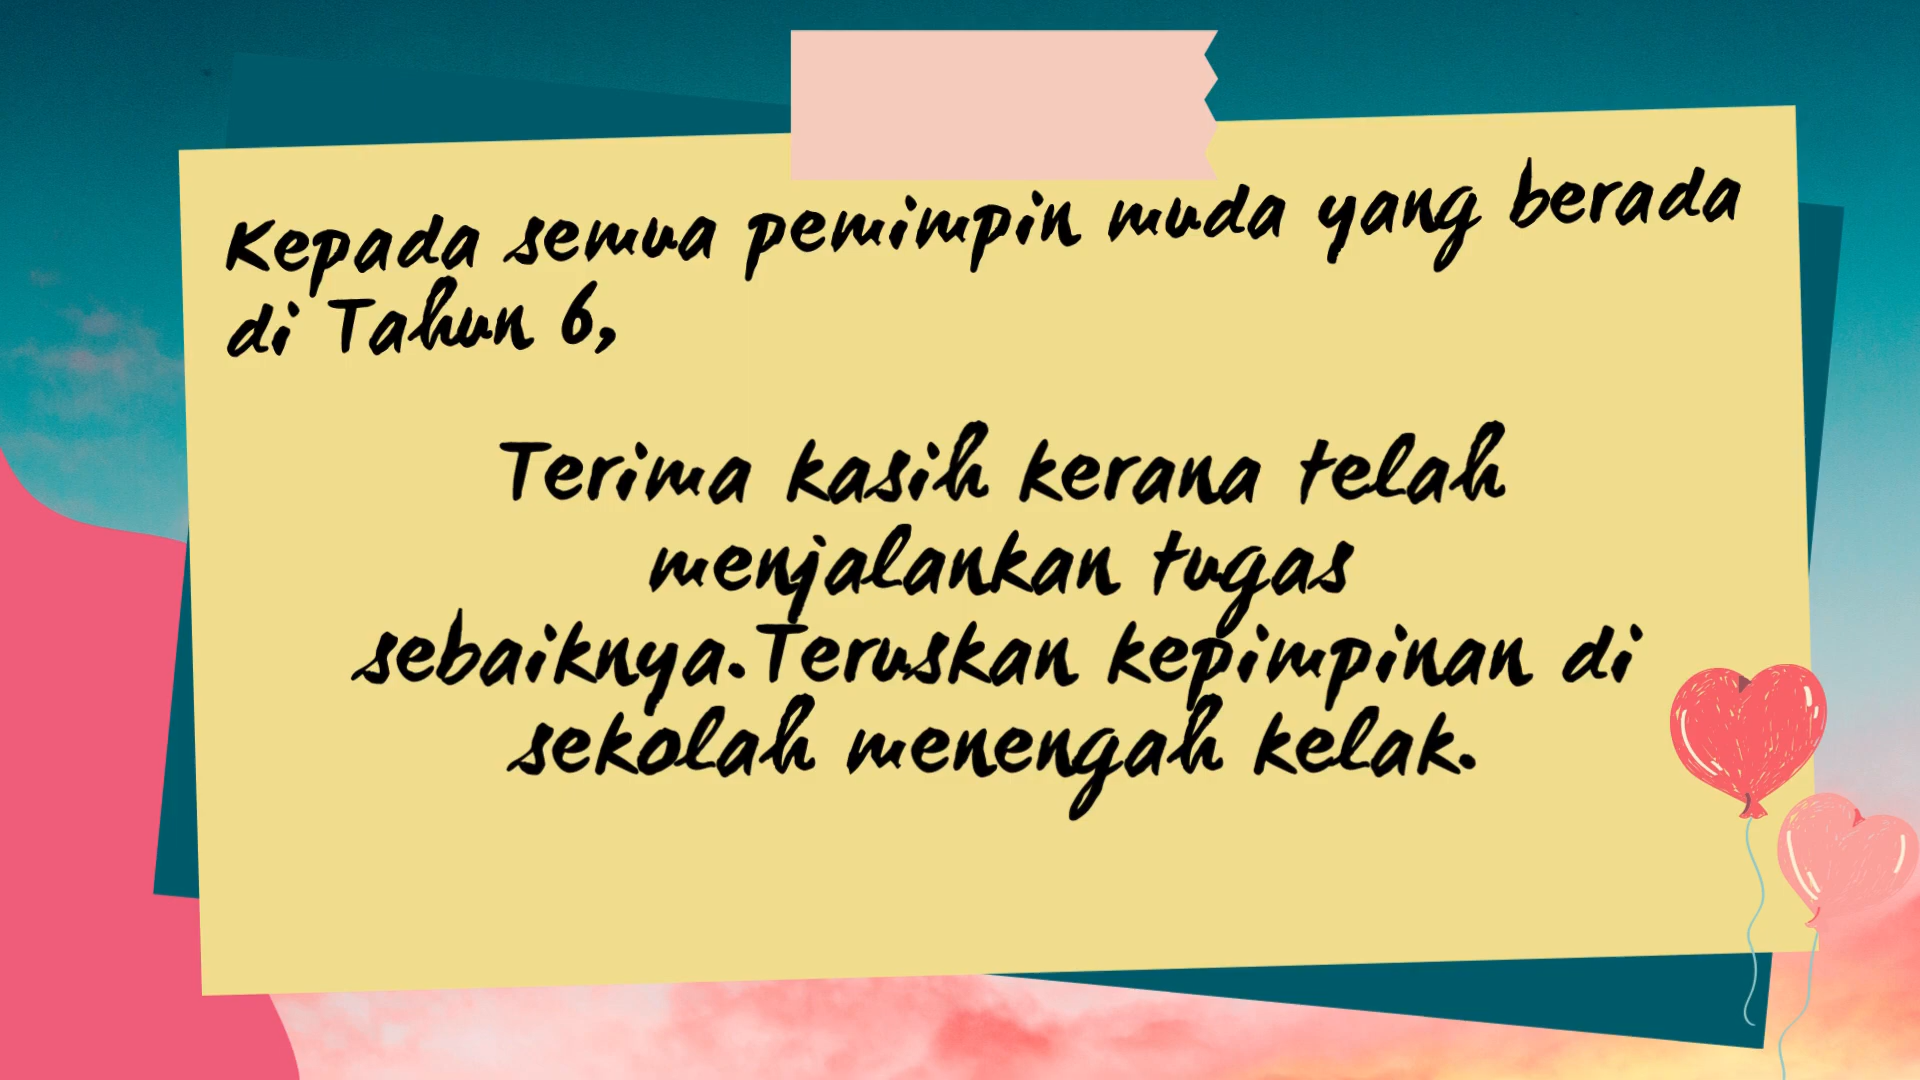 Kepada semua pemimpin muda yang berada
di Tahun 6,
Terima kasih kerana telah
menjalankan tugas
sebaiknya.Teruskan kepimpinan di
sekolah menengah kelak.